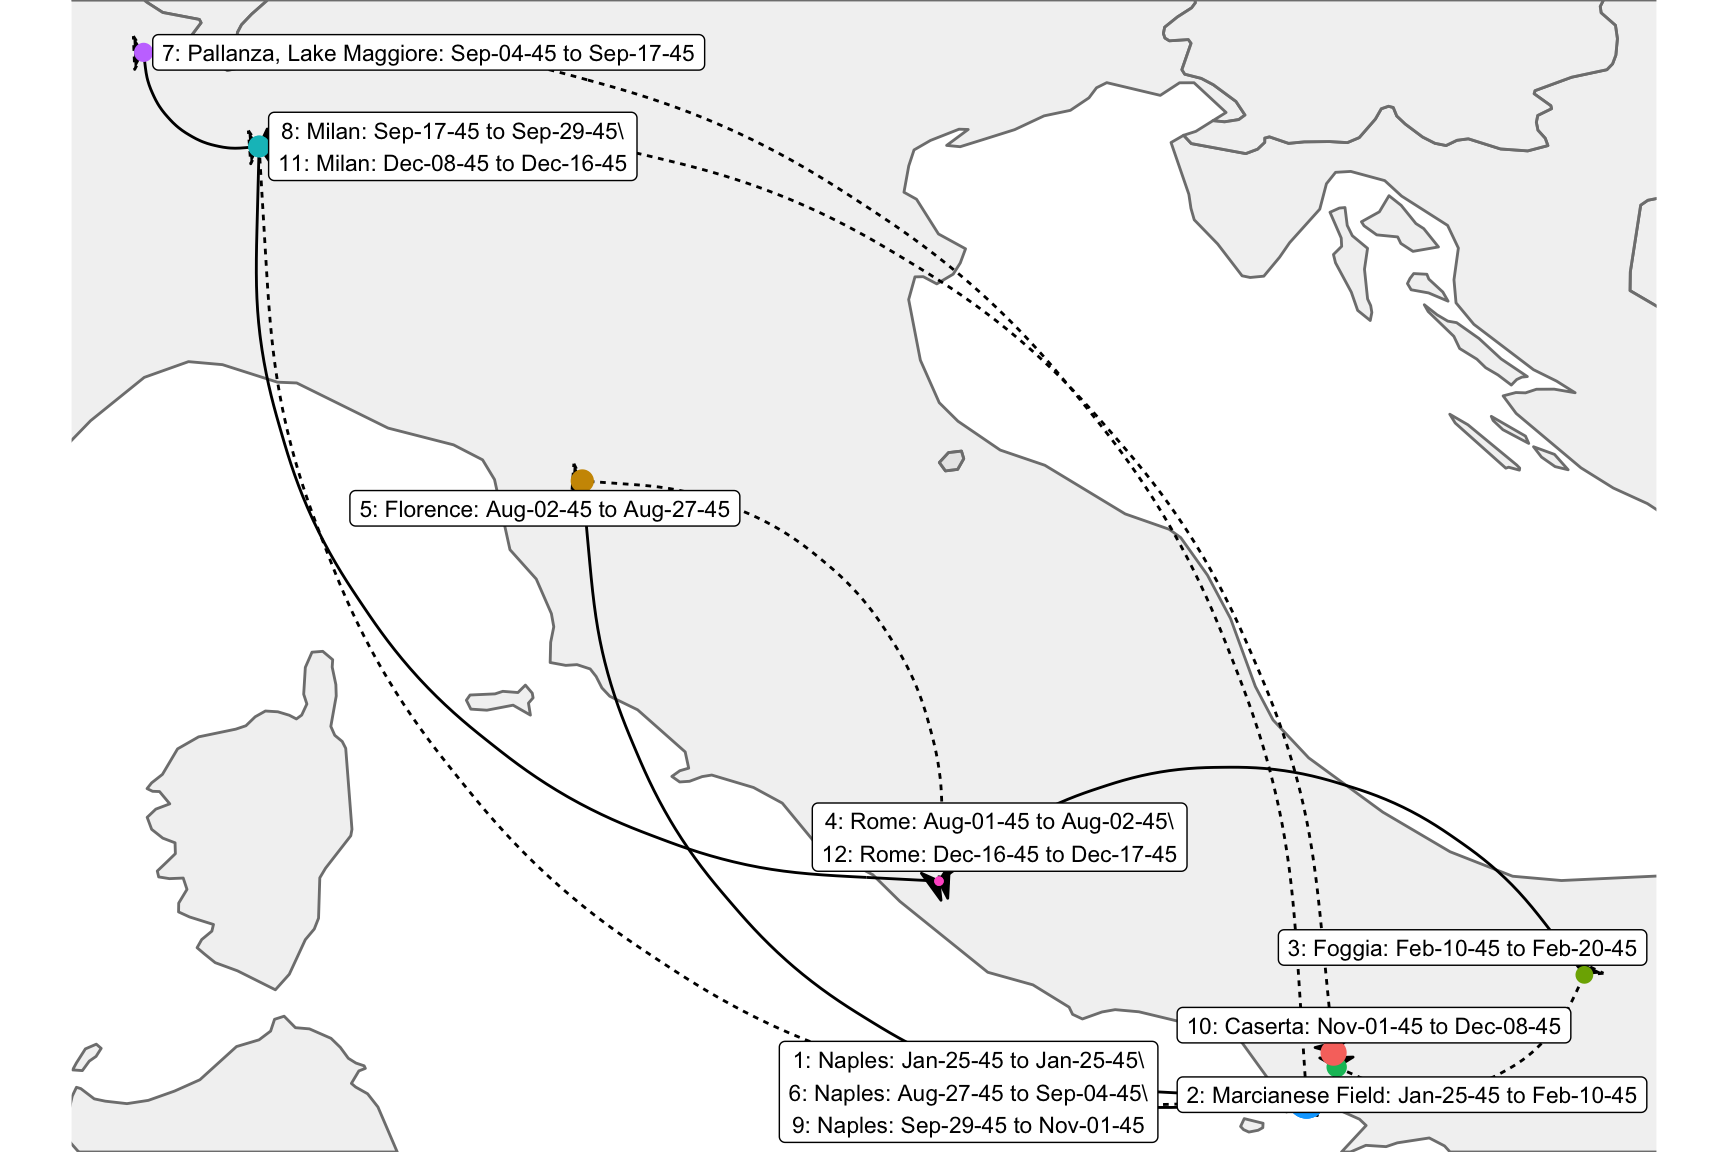 7: Pallanza, Lake Maggiore: Sep-04-45 to Sep-17-45
8: Milan: Sep-17-45 to Sep-29-45\
11: Milan: Dec-08-45 to Dec-16-45
5: Florence: Aug-02-45 to Aug-27-45
4: Rome: Aug-01-45 to Aug-02-45\
12: Rome: Dec-16-45 to Dec-17-45
3: Foggia: Feb-10-45 to Feb-20-45
10: Caserta: Nov-01-45 to Dec-08-45
1: Naples: Jan-25-45 to Jan-25-45\
6: Naples: Aug-27-45 to Sep-04-45\
9: Naples: Sep-29-45 to Nov-01-45
2: Marcianese Field: Jan-25-45 to Feb-10-45